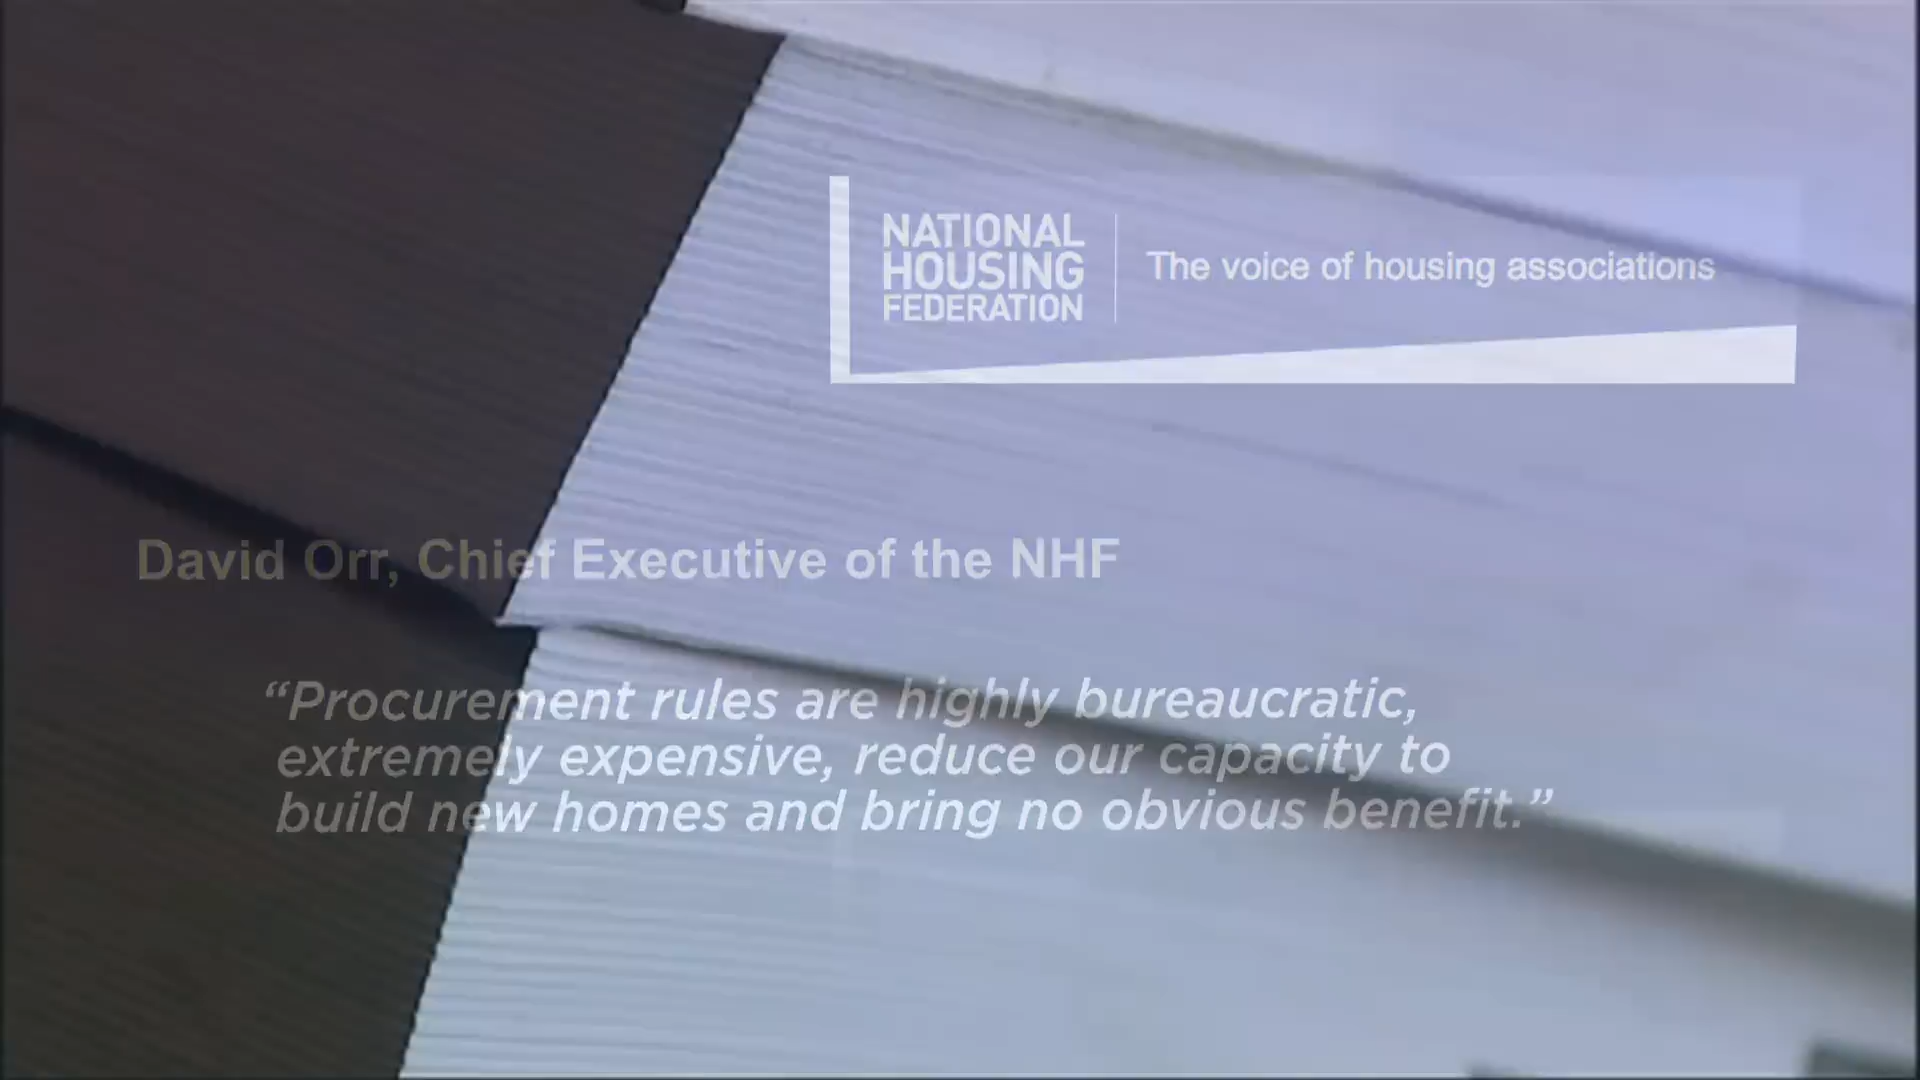 NATIONAL
HOUSING
FEDERATION
The voice of housing associations
David Orr, Chief Executive of the NHF
“Procurement rules are highly bureaucratic,
extremely expensive, reduce our capacity to
build new homes and bring no obvious benefit.”